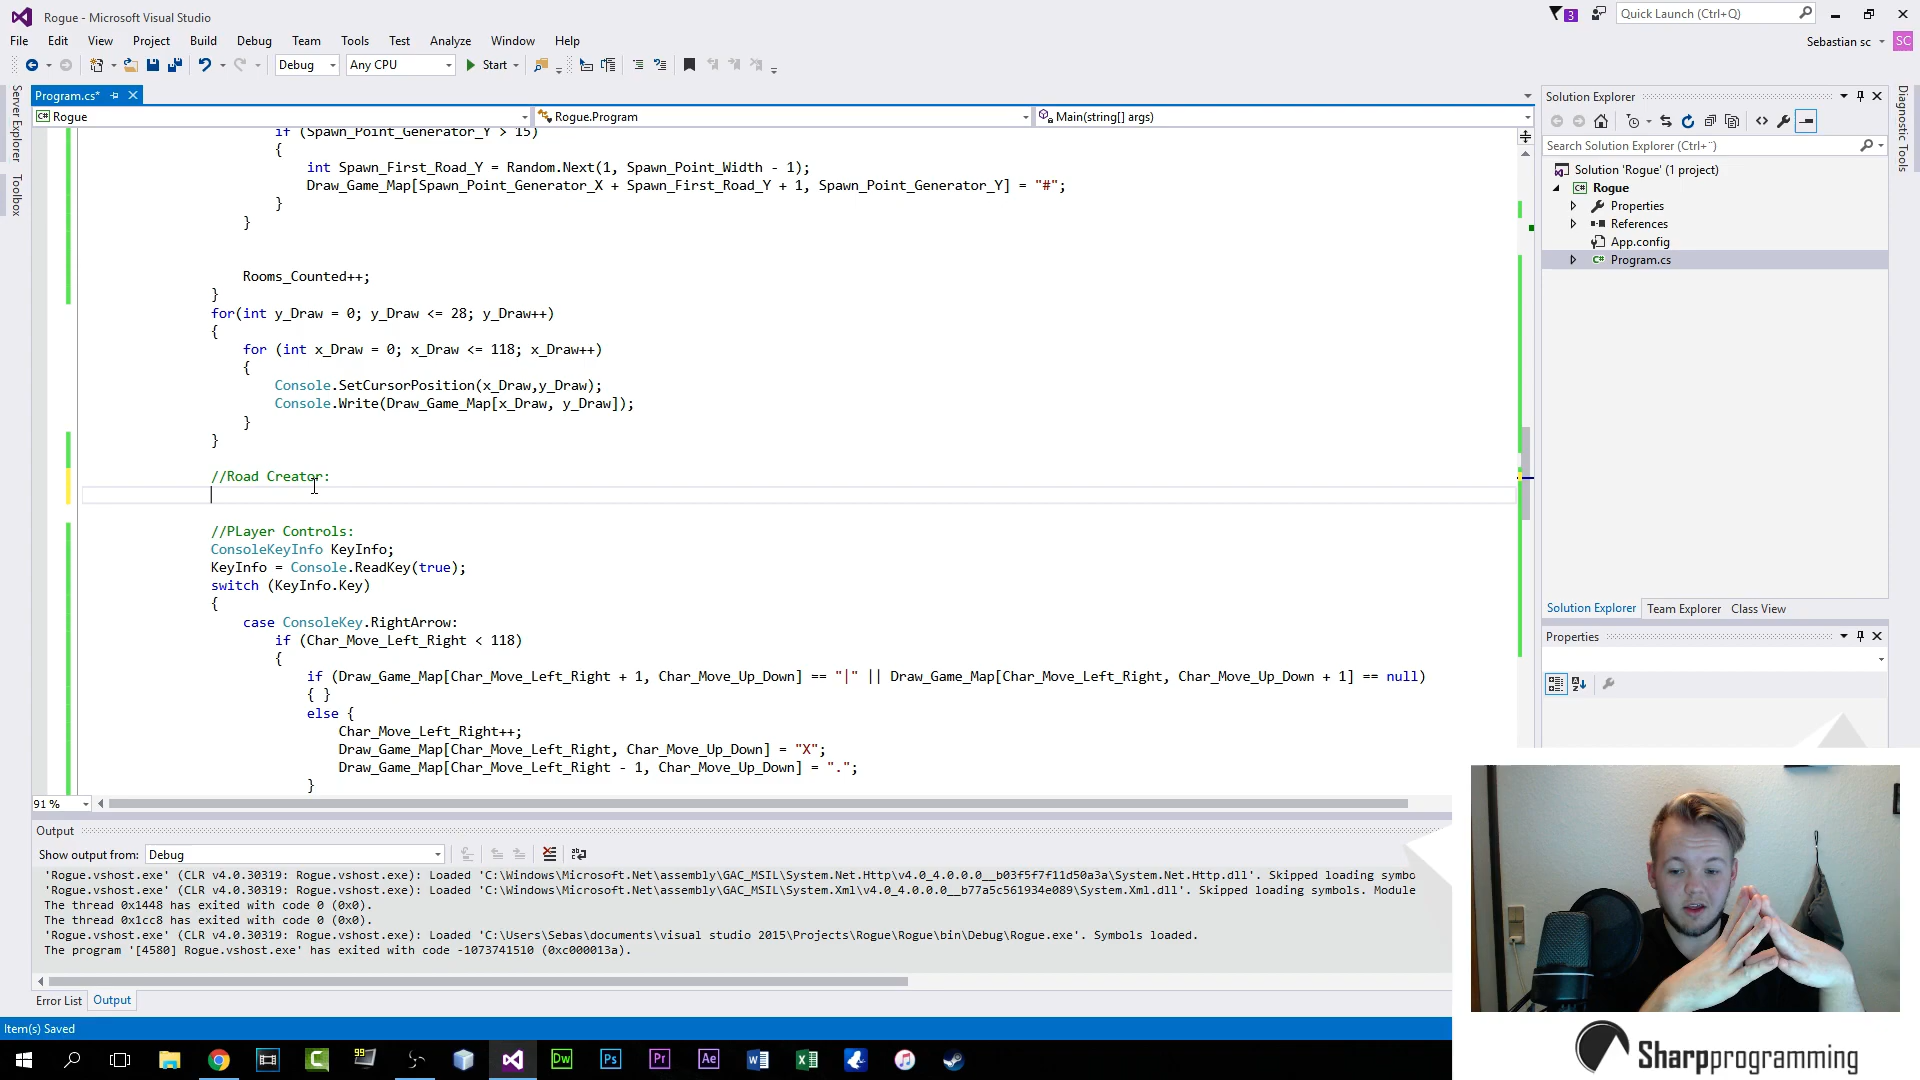 Rogue - Microsoft Visual Studio
3
Quick Launch (Ctrl+Q)
File Edit View Project Build Debug Team Tools Test Analyze Window Help
Sebastian sc
SC
Debug
Any CPU
Start
Server Explorer
Toolbox
Program.cs*
Rogue
Rogue.Program
Main(string[] args)
if (Spawn_Point_Generator_Y > 15)
{
int Spawn_First_Road_Y = Random.Next(1, Spawn_Point_Width - 1);
Draw_Game_Map[Spawn_Point_Generator_X + Spawn_First_Road_Y + 1, Spawn_Point_Generator_Y] = "#";
}
}
Rooms_Counted++;
}
for(int y_Draw = 0; y_Draw <= 28; y_Draw++)
{
for (int x_Draw = 0; x_Draw <= 118; x_Draw++)
{
Console.SetCursorPosition(x_Draw,y_Draw);
Console.Write(Draw_Game_Map[x_Draw, y_Draw]);
}
}
//Road Creator:
//PLayer Controls:
ConsoleKeyInfo KeyInfo;
KeyInfo = Console.ReadKey(true);
switch (KeyInfo.Key)
{
case ConsoleKey.RightArrow:
if (Char_Move_Left_Right < 118)
{
if (Draw_Game_Map[Char_Move_Left_Right + 1, Char_Move_Up_Down] == "|" || Draw_Game_Map[Char_Move_Left_Right, Char_Move_Up_Down + 1] == null)
{ }
else {
Char_Move_Left_Right++;
Draw_Game_Map[Char_Move_Left_Right, Char_Move_Up_Down] = "X";
Draw_Game_Map[Char_Move_Left_Right - 1, Char_Move_Up_Down] = ".";
}
91 %
Output
Show output from: Debug
'Rogue.vshost.exe' (CLR v4.0.30319: Rogue.vshost.exe): Loaded 'C:\Windows\Microsoft.Net\assembly\GAC_MSIL\System.Net.Http\v4.0_4.0.0.0__b03f5f7f11d50a3a\System.Net.Http.dll'. Skipped loading symbo
'Rogue.vshost.exe' (CLR v4.0.30319: Rogue.vshost.exe): Loaded 'C:\Windows\Microsoft.Net\assembly\GAC_MSIL\System.Xml\v4.0_4.0.0.0__b77a5c561934e089\System.Xml.dll'. Skipped loading symbols. Module
The thread 0x1448 has exited with code 0 (0x0).
The thread 0x1cc8 has exited with code 0 (0x0).
'Rogue.vshost.exe' (CLR v4.0.30319: Rogue.vshost.exe): Loaded 'C:\Users\Sebas\documents\visual studio 2015\Projects\Rogue\Rogue\bin\Debug\Rogue.exe'. Symbols loaded.
The program '[4580] Rogue.vshost.exe' has exited with code -1073741510 (0xc000013a).
Error List Output
Item(s) Saved
Solution Explorer
Search Solution Explorer (Ctrl+¨)
Solution 'Rogue' (1 project)
C# Rogue
Properties
References
App.config
C# Program.cs
Solution Explorer Team Explorer Class View
Properties
Diagnostic Tools
99
Dw Ps Pr Ae
Sharpprogramming